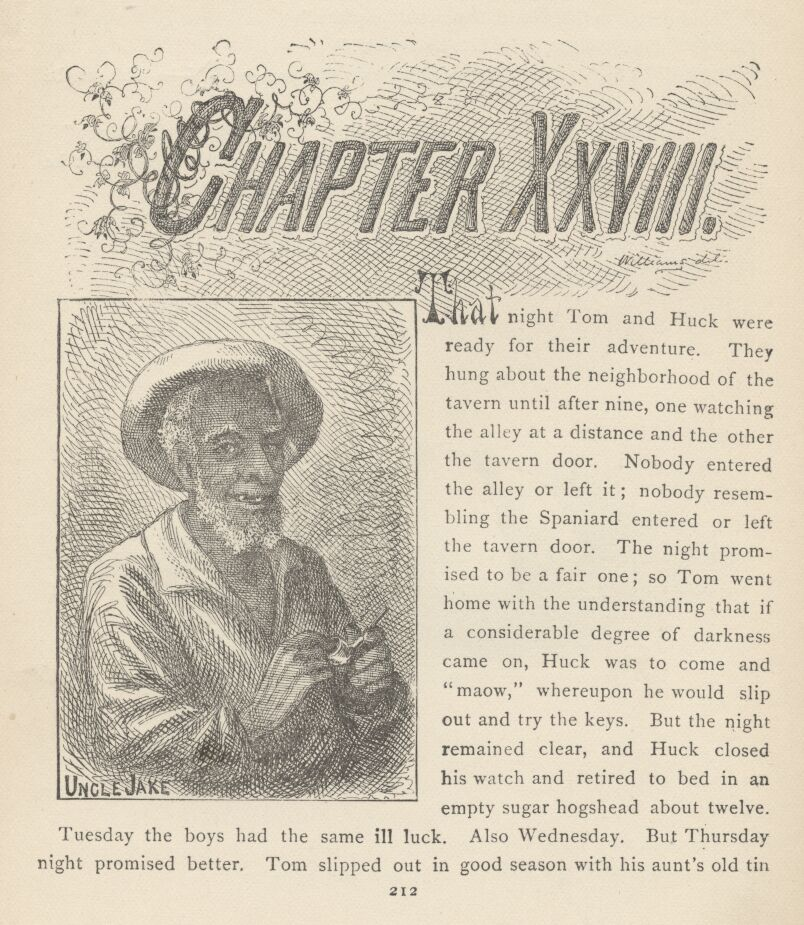 CHAPTER XXVIII.
Williams del.
That night Tom and Huck were
ready for their adventure. They
hung about the neighborhood of the
tavern until after nine, one watching
the alley at a distance and the other
the tavern door. Nobody entered
the alley or left it; nobody resem-
bling the Spaniard entered or left
the tavern door. The night prom-
ised to be a fair one; so Tom went
home with the understanding that if
a considerable degree of darkness
came on, Huck was to come and
“maow,” whereupon he would slip
out and try the keys. But the night
remained clear, and Huck closed
his watch and retired to bed in an
empty sugar hogshead about twelve.
UNCLE JAKE
Tuesday the boys had the same ill luck. Also Wednesday. But Thursday
night promised better. Tom slipped out in good season with his aunt’s old tin
212